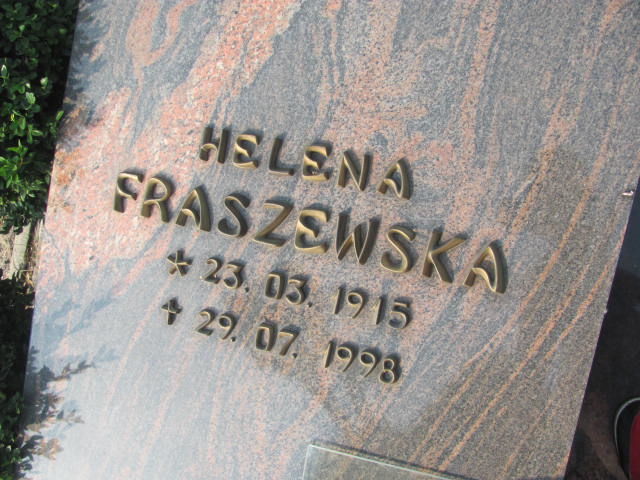 HELENA
FRASZEWSKA
* 23. 03. 1915
✝ 29. 07. 1998